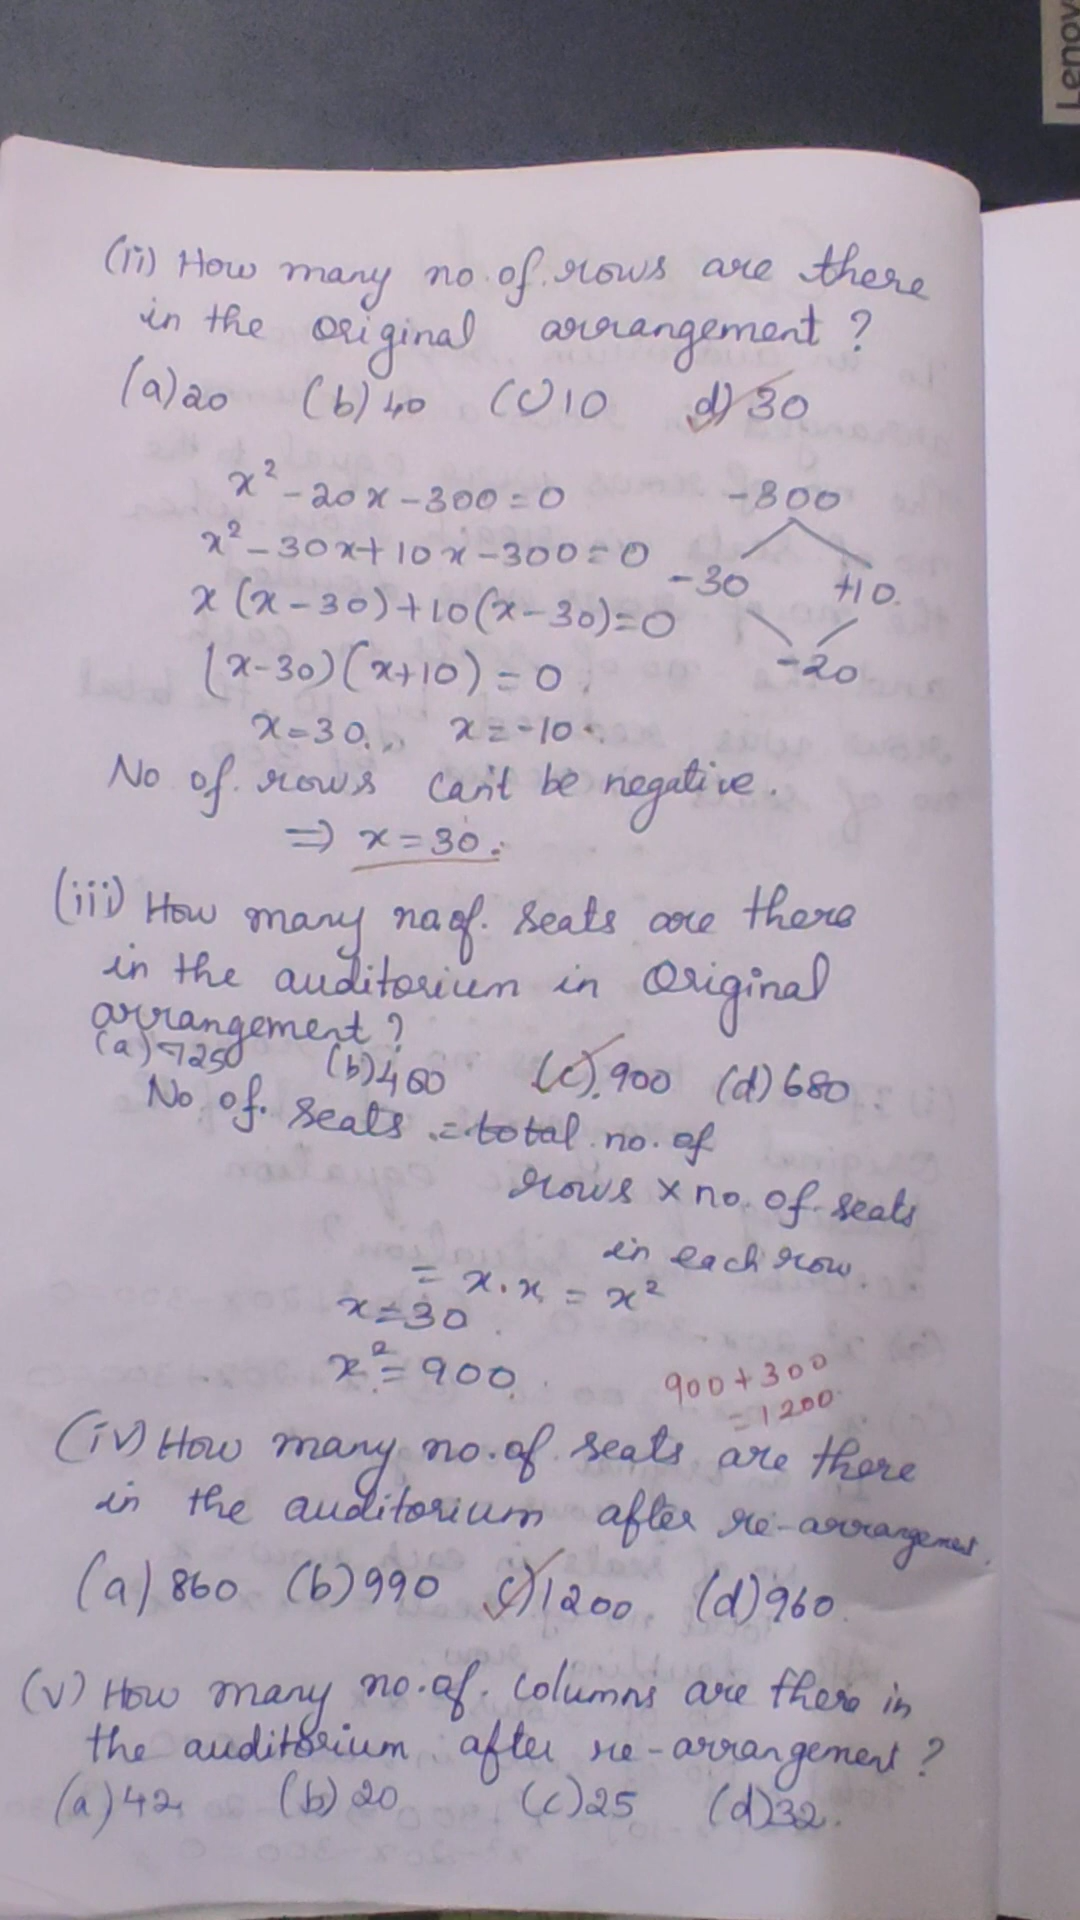 Lenov
(ii) How many no. of. rows are there
in the original arrangement ?
(a) 20 (b) 40 (c) 10 d) 30
x² - 20x - 300 = 0 -300
x² - 30x + 10x - 300 = 0 -30 +10.
x (x - 30) + 10 (x - 30) = 0
(x-30) (x+10) = 0 -20
x = 30. x = -10.
No of. rows can't be negative.
⇒ x = 30.
(iii) How many no of. seats are there
in the auditorium in original
arrangement ?
(a) 7250 (b) 460 (c). 900 (d) 680
No of. seats = total no. of
rows x no. of. seats
in each row.
= x . x = x²
x = 30
x² = 900. 900 + 300
= 1200
(iv) How many no. of seats are there
in the auditorium after re-arrangement.
(a) 860 (b) 990 c) 1200 (d) 960
(v) How many no. of. columns are there in
the auditorium after re-arrangement ?
(a) 42 (b) 20 (c) 25 (d) 32.